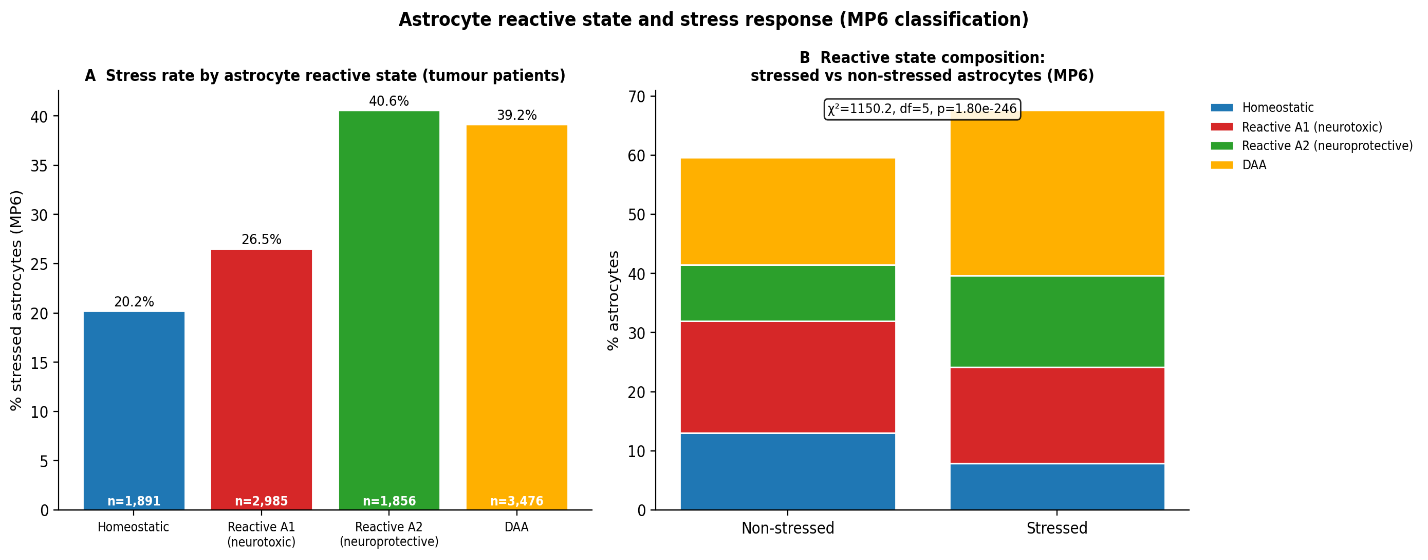 Astrocyte reactive state and stress response (MP6 classification)
A  Stress rate by astrocyte reactive state (tumour patients)
% stressed astrocytes (MP6)
40
35
30
25
20
15
10
5
0
20.2%
26.5%
40.6%
39.2%
n=1,891
n=2,985
n=1,856
n=3,476
Homeostatic
Reactive A1
(neurotoxic)
Reactive A2
(neuroprotective)
DAA
B  Reactive state composition:
stressed vs non-stressed astrocytes (MP6)
% astrocytes
70
60
50
40
30
20
10
0
χ²=1150.2, df=5, p=1.80e-246
Non-stressed
Stressed
Homeostatic
Reactive A1 (neurotoxic)
Reactive A2 (neuroprotective)
DAA